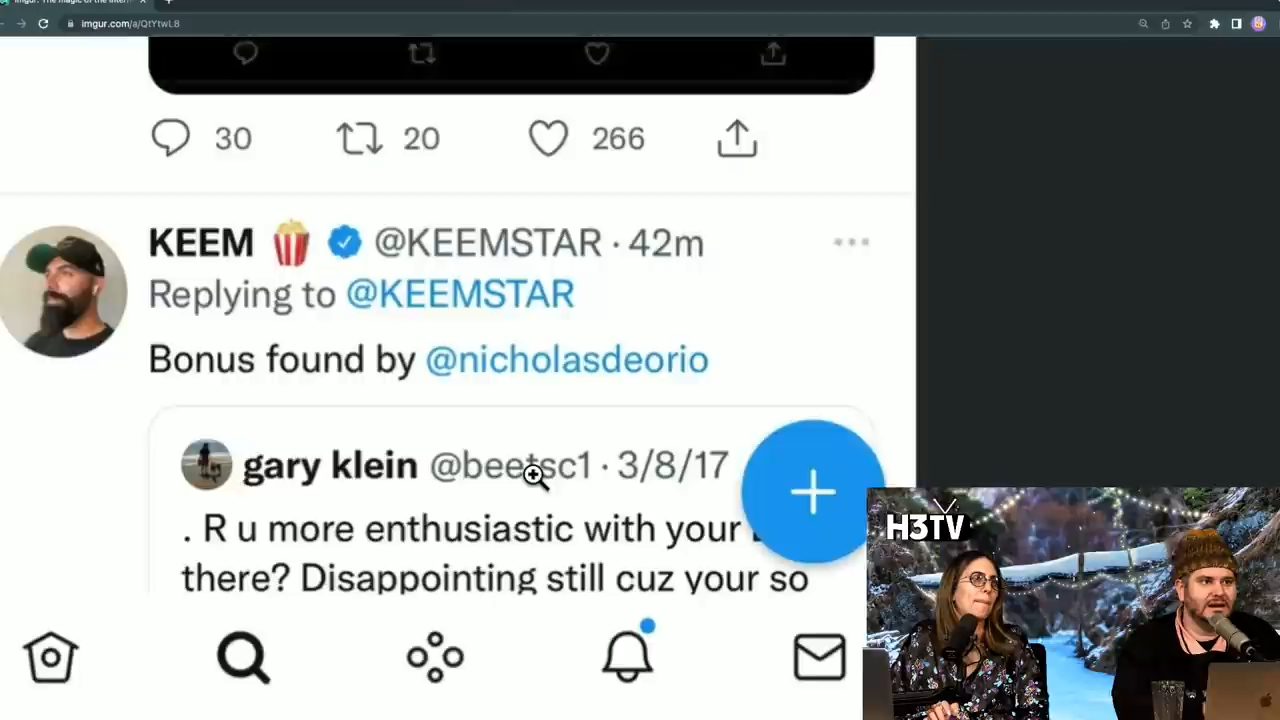 imgur.com/a/QtYtwL8
30 20 266
KEEM @KEEMSTAR · 42m
Replying to @KEEMSTAR
Bonus found by @nicholasdeorio
gary klein @beetsc1 · 3/8/17
. R u more enthusiastic with your
there? Disappointing still cuz your so
H3TV